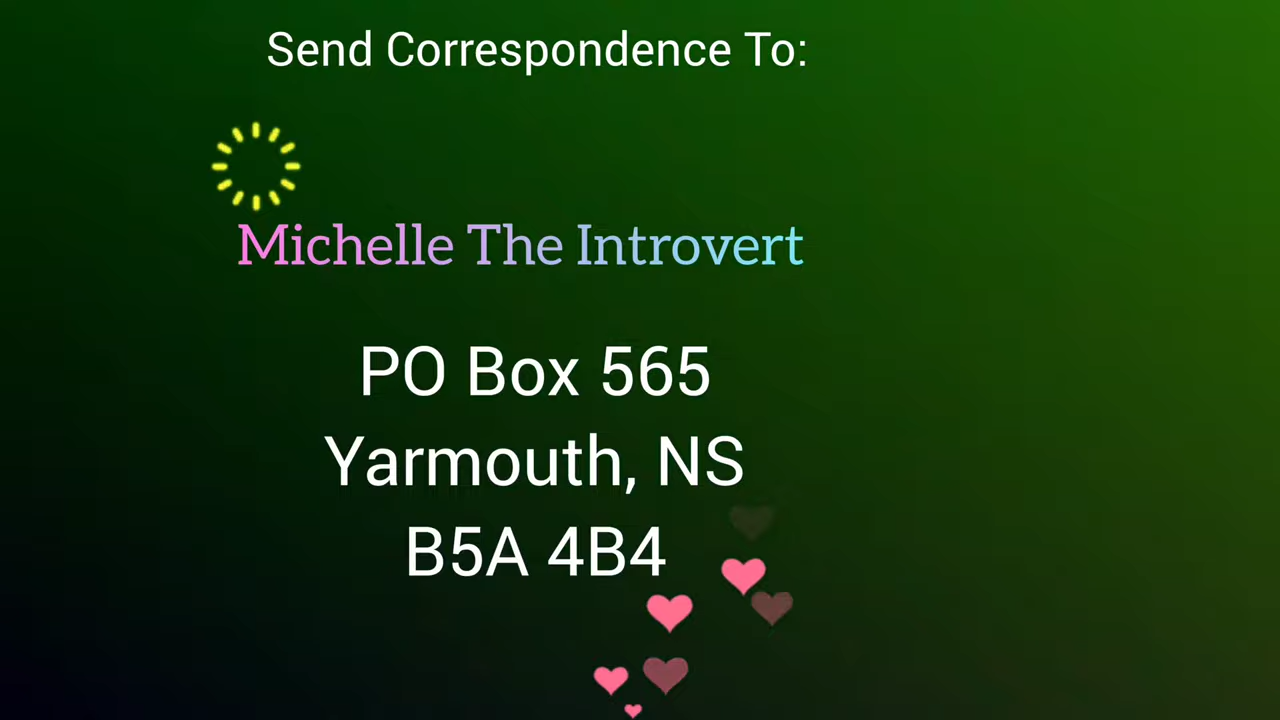 Send Correspondence To:
Michelle The Introvert
PO Box 565
Yarmouth, NS
B5A 4B4